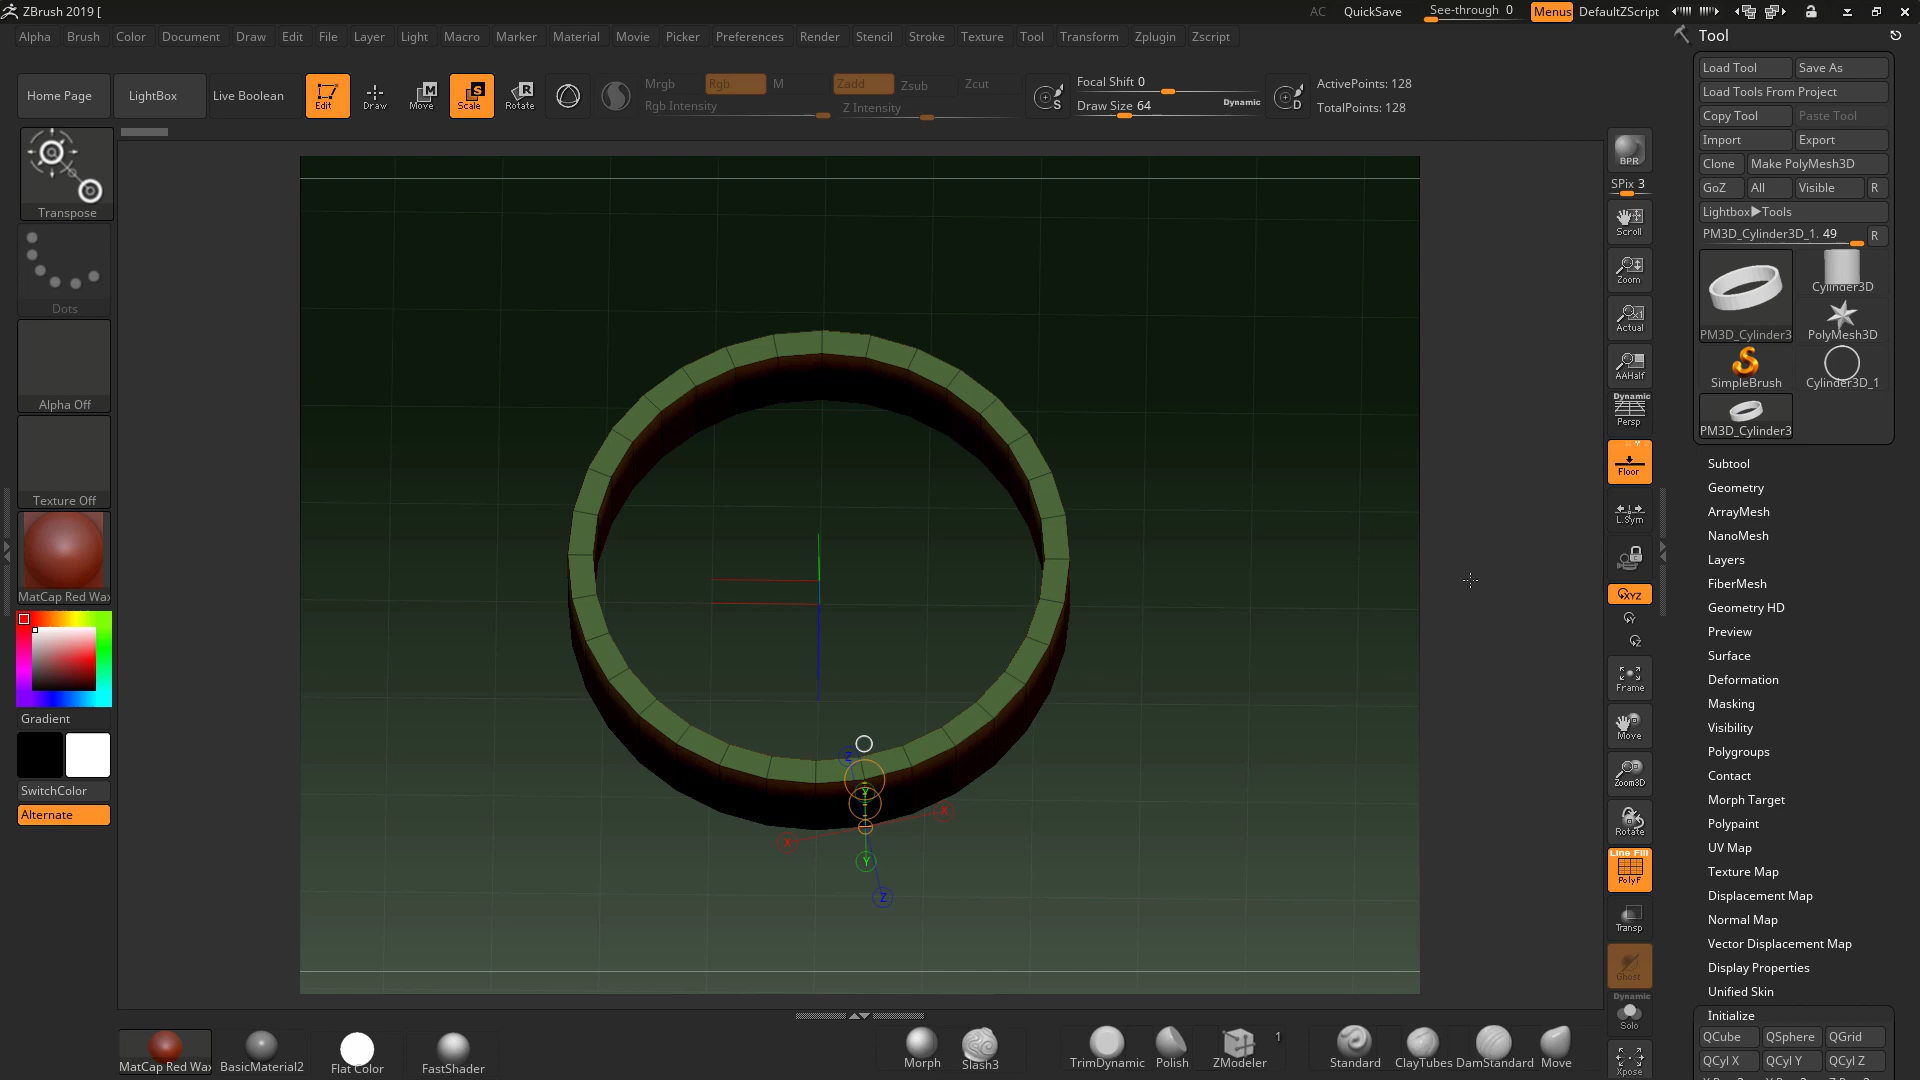 ZBrush 2019 [
AC QuickSave See-through 0 Menus DefaultZScript
Alpha Brush Color Document Draw Edit File Layer Light Macro Marker Material Movie Picker Preferences Render Stencil Stroke Texture Tool Transform Zplugin Zscript
Tool
Home Page LightBox Live Boolean Edit Draw Move Scale Rotate
Mrgb Rgb M Zadd Zsub Zcut
Rgb Intensity Z Intensity
Focal Shift 0
Draw Size 64 Dynamic
ActivePoints: 128
TotalPoints: 128
Load Tool Save As
Load Tools From Project
Copy Tool Paste Tool
Import Export
Clone Make PolyMesh3D
GoZ All Visible R
Lightbox▶Tools
PM3D_Cylinder3D_1. 49 R
PM3D_Cylinder3
Cylinder3D
PolyMesh3D
SimpleBrush
Cylinder3D_1
PM3D_Cylinder3
Subtool
Geometry
ArrayMesh
NanoMesh
Layers
FiberMesh
Geometry HD
Preview
Surface
Deformation
Masking
Visibility
Polygroups
Contact
Morph Target
Polypaint
UV Map
Texture Map
Displacement Map
Normal Map
Vector Displacement Map
Display Properties
Unified Skin
Initialize
QCube QSphere QGrid
QCyl X QCyl Y QCyl Z
Transpose
Dots
Alpha Off
Texture Off
MatCap Red Wax
Gradient
SwitchColor
Alternate
BPR
SPix 3
Scroll
Zoom
Actual
AAHalf
Dynamic
Persp
Floor
L.Sym
XYZ
Y
Z
Frame
Move
Zoom3D
Rotate
Line Fill
PolyF
Transp
Ghost
Dynamic
Solo
Xpose
Z
Y
X
X
Y
Z
MatCap Red Wax BasicMaterial2 Flat Color FastShader
Morph Slash3 TrimDynamic Polish ZModeler 1 Standard ClayTubes DamStandard Move